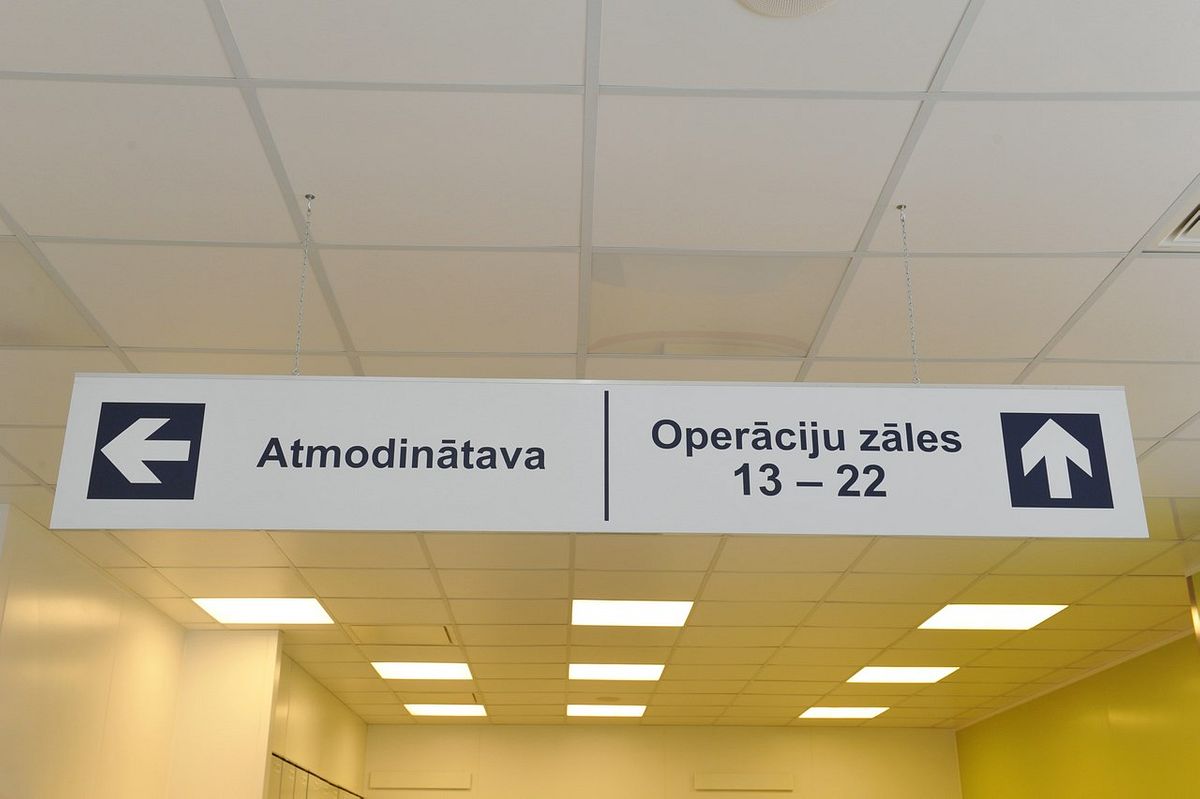 Atmodinātava
Operāciju zāles
13 – 22